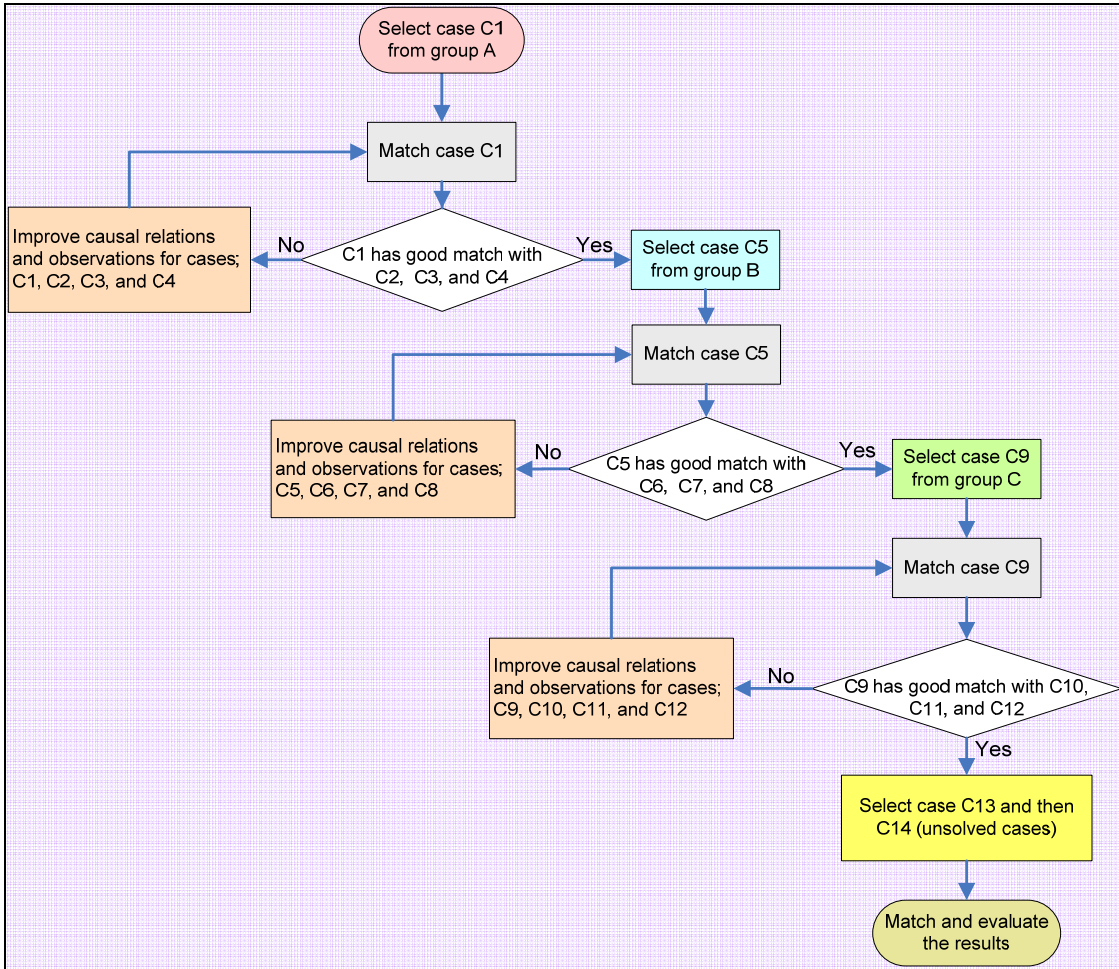 Select case C1
from group A
Match case C1
Improve causal relations
and observations for cases;
C1, C2, C3, and C4
No
C1 has good match with
C2, C3, and C4
Yes
Select case C5
from group B
Match case C5
Improve causal relations
and observations for cases;
C5, C6, C7, and C8
No
C5 has good match with
C6, C7, and C8
Yes
Select case C9
from group C
Match case C9
Improve causal relations
and observations for cases;
C9, C10, C11, and C12
No
C9 has good match with C10,
C11, and C12
Yes
Select case C13 and then
C14 (unsolved cases)
Match and evaluate
the results